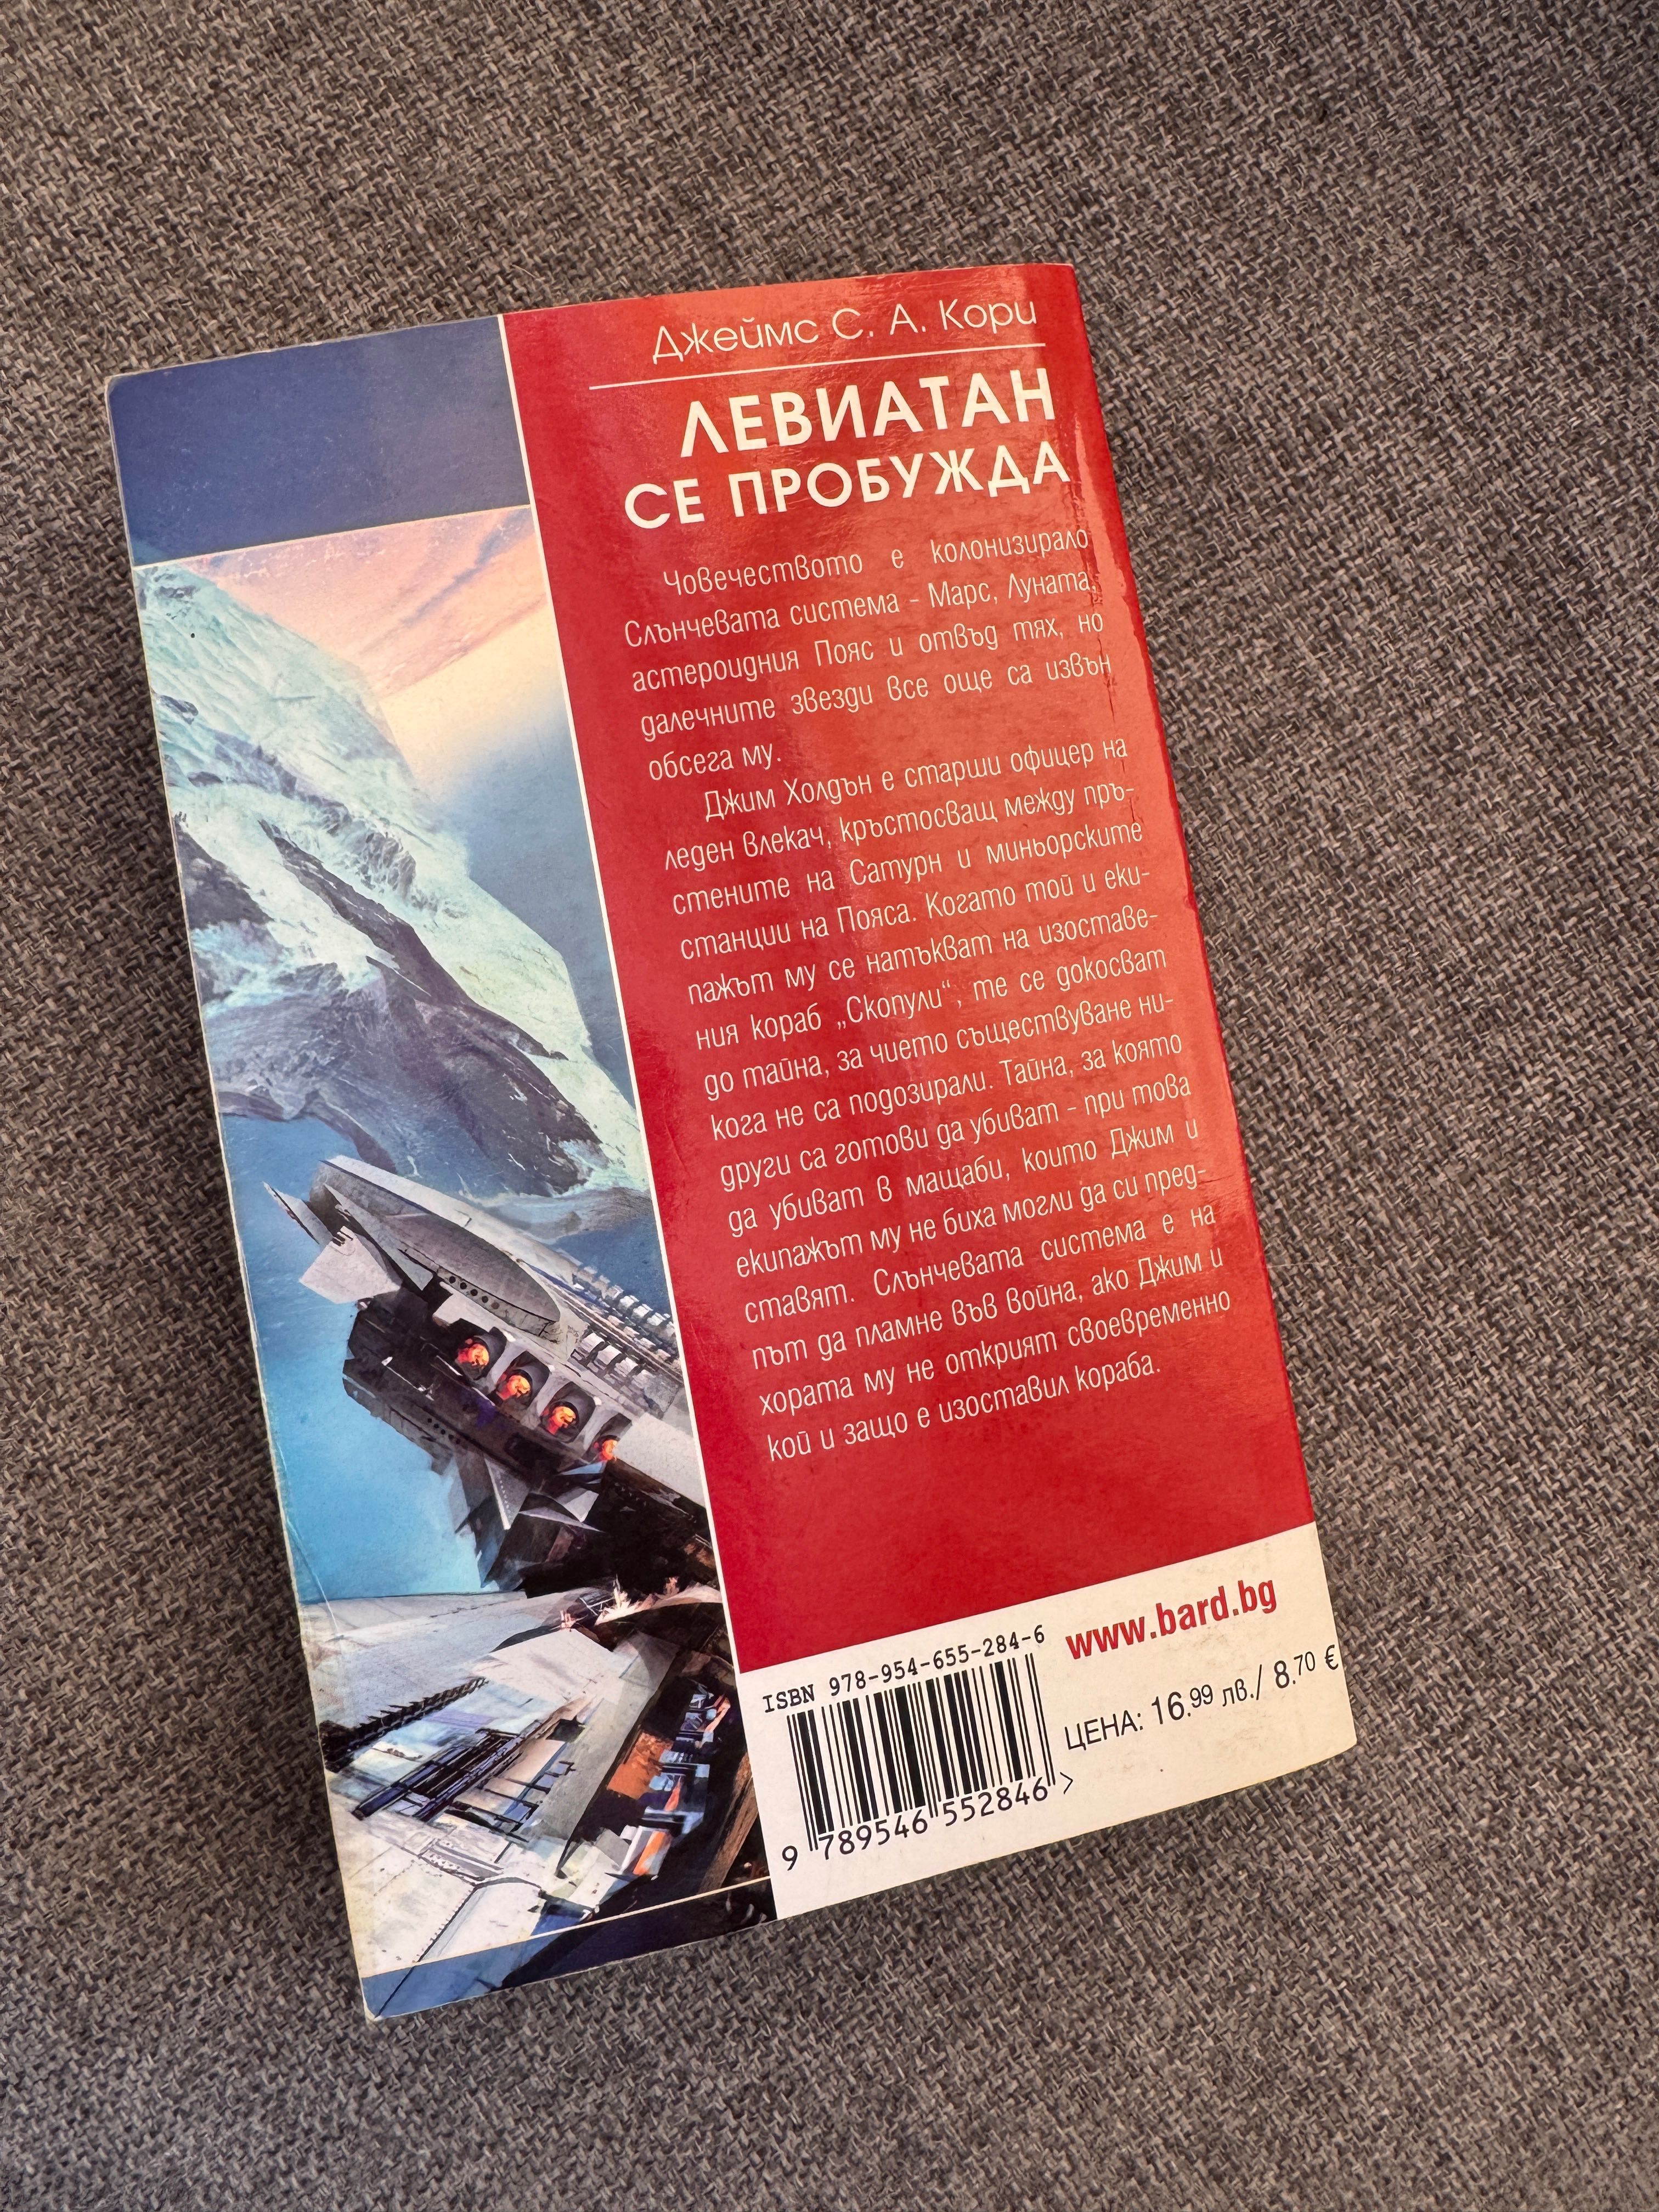 Джеймс С. А. Кори
ЛЕВИАТАН
СЕ ПРОБУЖДА
Човечеството е колонизирало
Слънчевата система - Марс, Луната,
астероидния Пояс и отвъд тях, но
далечните звезди все още са извън
обсега му.
Джим Холдън е старши офицер на
леден влекач, кръстосващ между пръ-
стените на Сатурн и миньорските
станции на Пояса. Когато той и еки-
пажът му се натъкват на изоставе-
ния кораб „Скопули“, те се докосват
до тайна, за чието съществуване ни-
кога не са подозирали. Тайна, за която
други са готови да убиват - при това
да убиват в мащаби, които Джим и
екипажът му не биха могли да си пред-
ставят. Слънчевата система е на
път да пламне във война, ако Джим и
хората му не открият своевременно
кой и защо е изоставил кораба.
www.bard.bg
ISBN 978-954-655-284-6
ЦЕНА: 16.99 лв./ 8.70 €
9 789546 552846 >